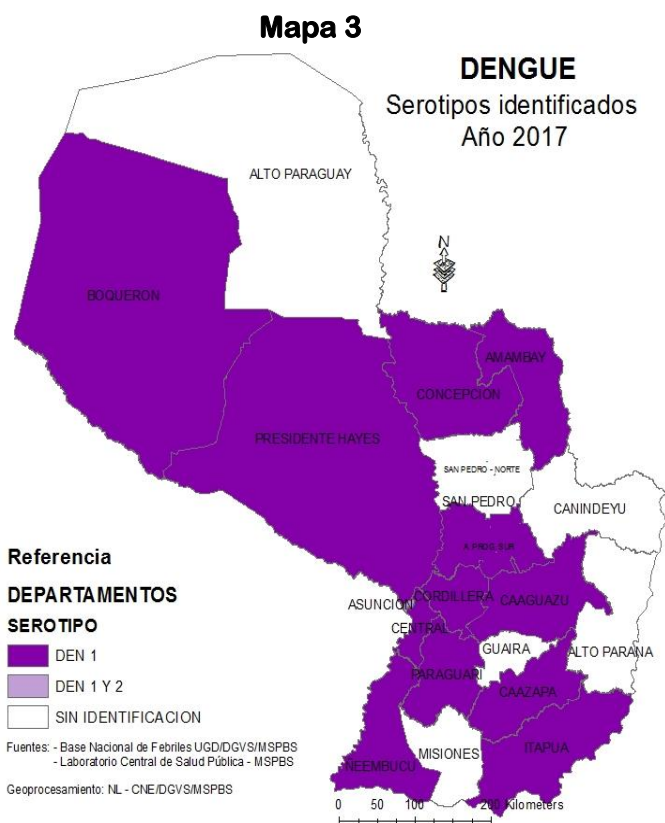 Mapa 3
DENGUE
Serotipos identificados
Año 2017
ALTO PARAGUAY
N
BOQUERON
AMAMBAY
CONCEPCION
PRESIDENTE HAYES
SAN PEDRO - NORTE
SAN PEDRO
CANINDEYU
CORDILLERA
CAAGUAZU
ASUNCION
CENTRAL
GUAIRA
ALTO PARANA
PARAGUARI
CAAZAPA
MISIONES
ITAPUA
ÑEEMBUCU
Referencia
DEPARTAMENTOS
SEROTIPO
DEN 1
DEN 1 Y 2
SIN IDENTIFICACION
Fuentes: - Base Nacional de Febriles UGD/DGVS/MSPBS
- Laboratorio Central de Salud Pública - MSPBS
Geoprocesamiento: NL - CNE/DGVS/MSPBS
0 50 100 200 Kilometers